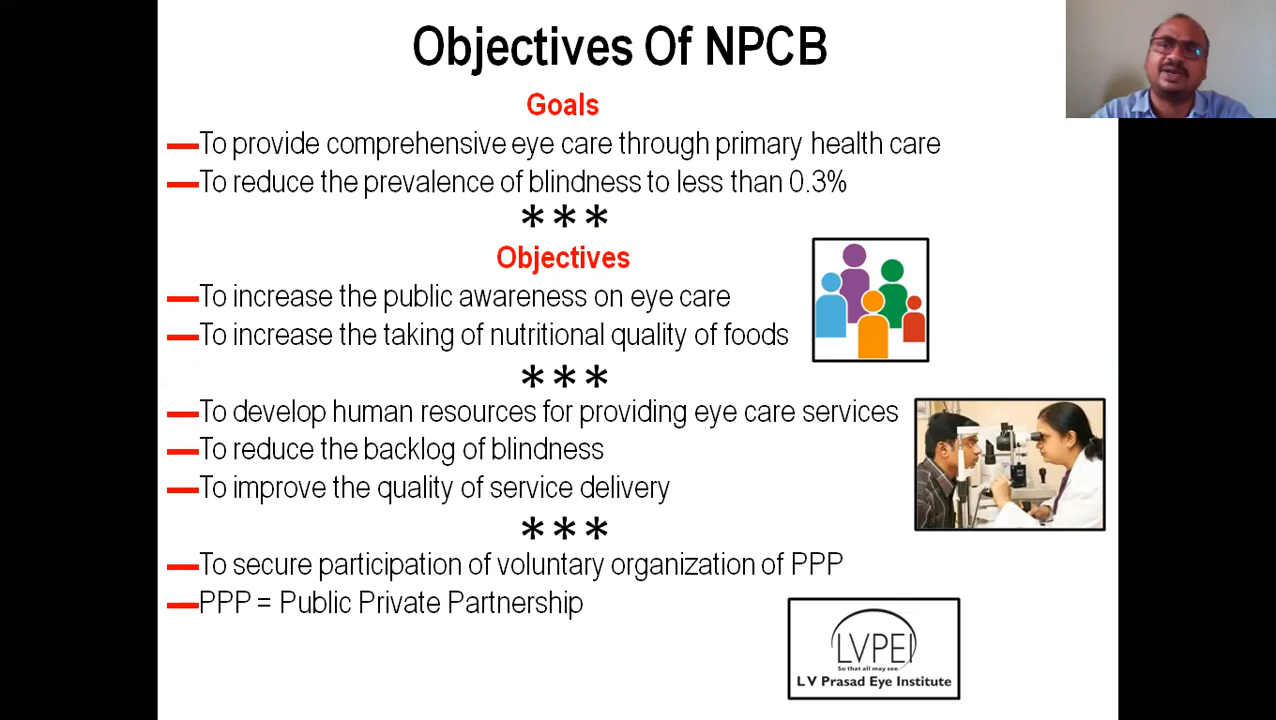 Objectives Of NPCB
Goals
To provide comprehensive eye care through primary health care
To reduce the prevalence of blindness to less than 0.3%
***
Objectives
To increase the public awareness on eye care
To increase the taking of nutritional quality of foods
***
To develop human resources for providing eye care services
To reduce the backlog of blindness
To improve the quality of service delivery
***
To secure participation of voluntary organization of PPP
PPP = Public Private Partnership
LVPEI
So that all may see
L V Prasad Eye Institute